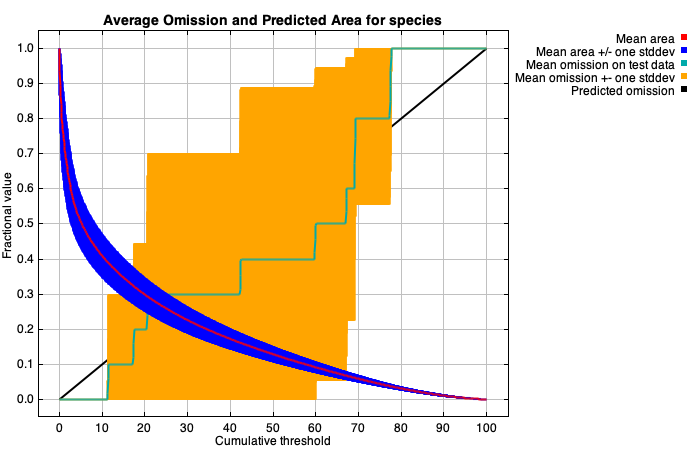 Average Omission and Predicted Area for species
Mean area
Mean area +/- one stddev
Mean omission on test data
Mean omission +- one stddev
Predicted omission
Fractional value
1.0
0.9
0.8
0.7
0.6
0.5
0.4
0.3
0.2
0.1
0.0
0 10 20 30 40 50 60 70 80 90 100
Cumulative threshold